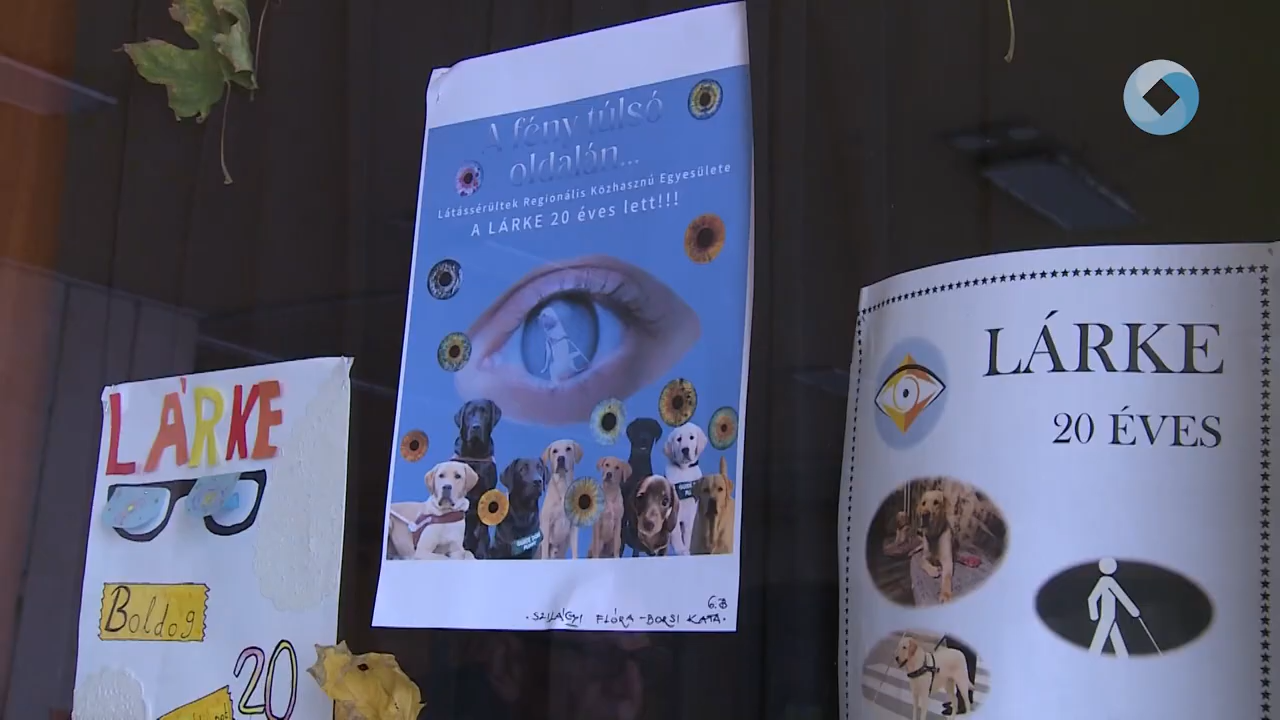 A fény túlsó
oldalán...
Látássérültek Regionális Közhasznú Egyesülete
A LÁRKE 20 éves lett!!!
6.B
·SZILÁGYI FLÓRA-BORSI KATA·
LÁRKE
Boldog
20
LÁRKE
20 ÉVES